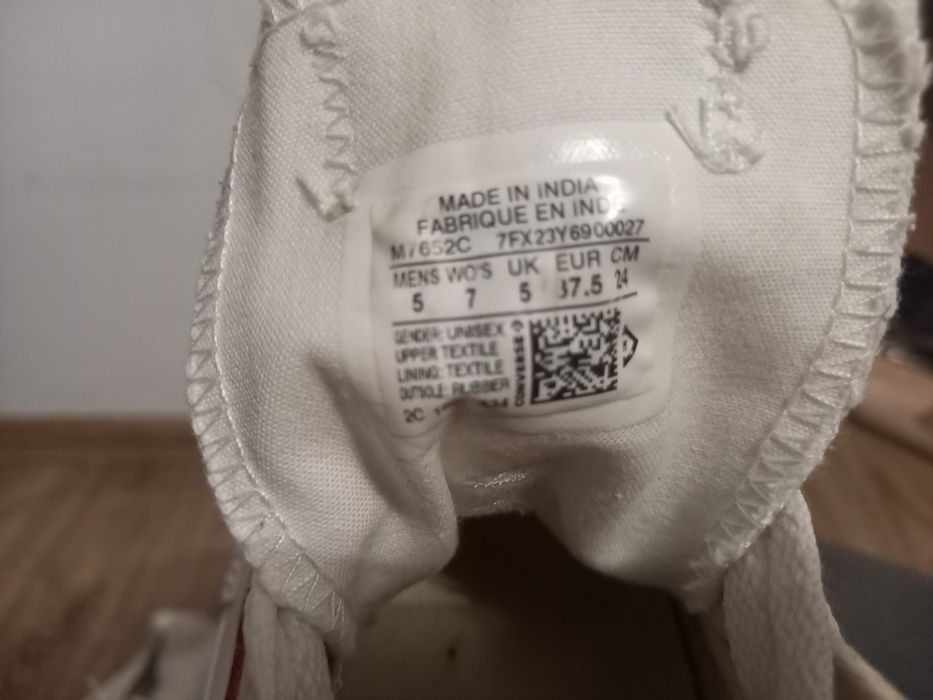 MADE IN INDIA
FABRIQUE EN INDE
M7652C 7FX23Y6900027
MENS WO'S UK EUR CM
5 7 5 37.5 24
GENDER: UNISEX
UPPER TEXTILE
LINING: TEXTILE
OUTSOLE: RUBBER
2C
CONVERSE